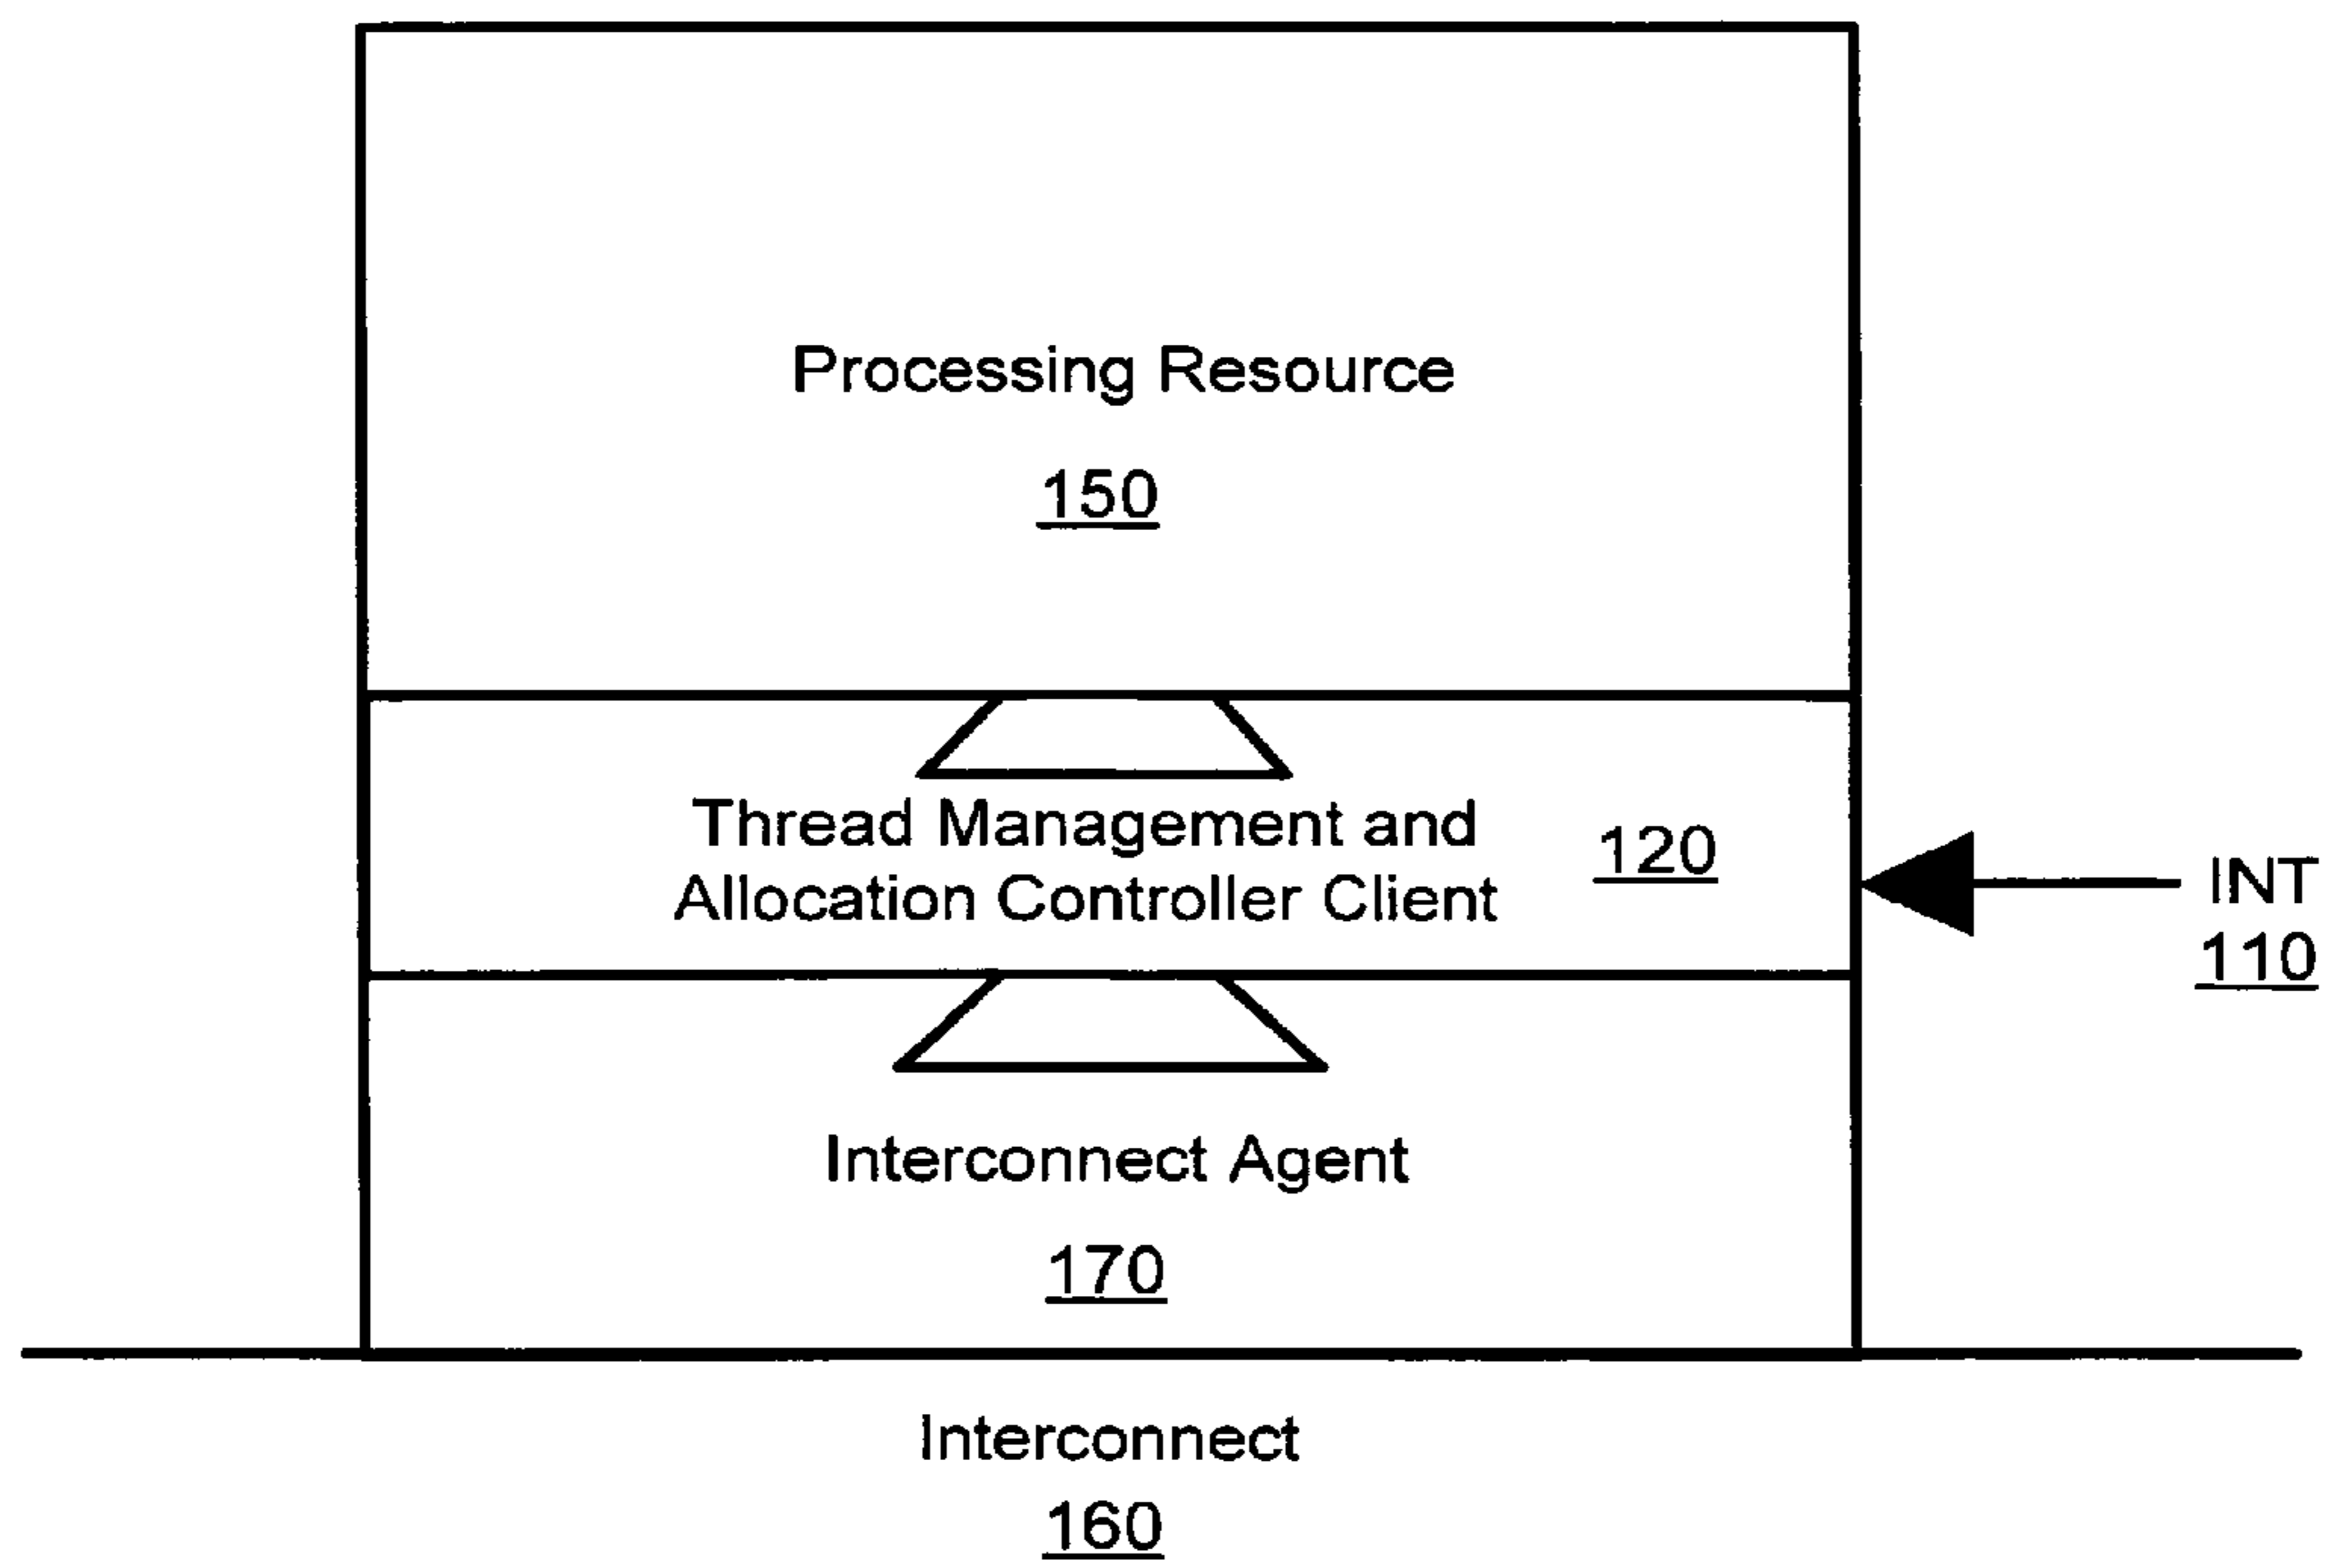 Processing Resource
150
Thread Management and
Allocation Controller Client
120
INT
110
Interconnect Agent
170
Interconnect
160